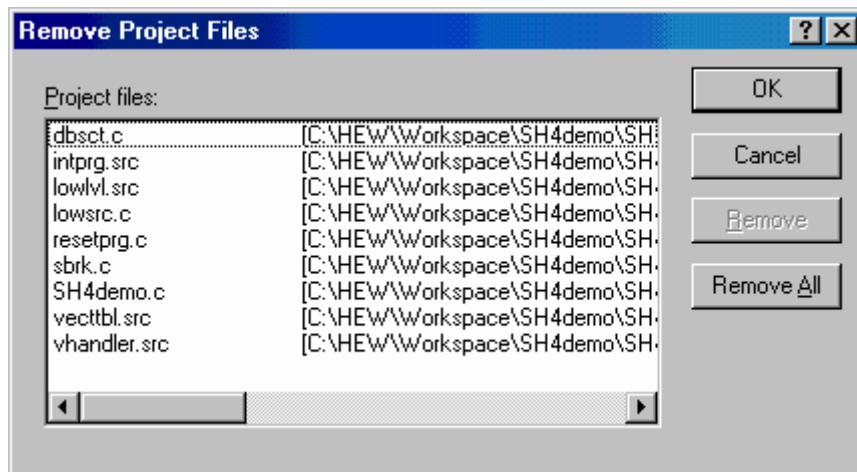 Remove Project Files
Project files:
dbsct.c [C:\HEW\Workspace\SH4demo\SH
intprg.src [C:\HEW\Workspace\SH4demo\SH
lowlvl.src [C:\HEW\Workspace\SH4demo\SH
lowsrc.c [C:\HEW\Workspace\SH4demo\SH
resetprg.c [C:\HEW\Workspace\SH4demo\SH
sbrk.c [C:\HEW\Workspace\SH4demo\SH
SH4demo.c [C:\HEW\Workspace\SH4demo\SH
vecttbl.src [C:\HEW\Workspace\SH4demo\SH
vhandler.src [C:\HEW\Workspace\SH4demo\SH
OK
Cancel
Remove
Remove All